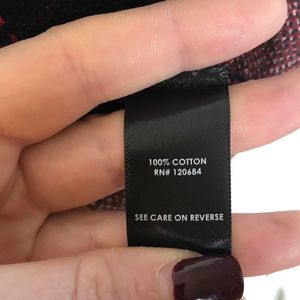 100% COTTON
RN# 120684
SEE CARE ON REVERSE